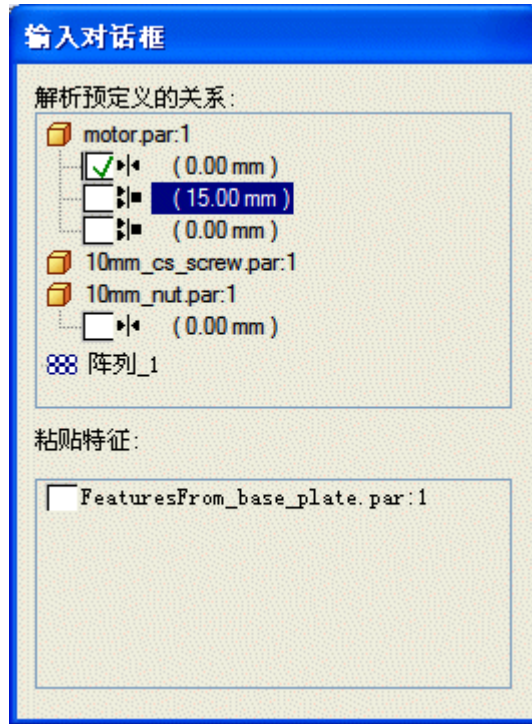 输入对话框
解析预定义的关系:
motor.par:1
( 0.00 mm )
( 15.00 mm )
( 0.00 mm )
10mm_cs_screw.par:1
10mm_nut.par:1
( 0.00 mm )
阵列_1
粘贴特征:
FeaturesFrom_base_plate.par:1